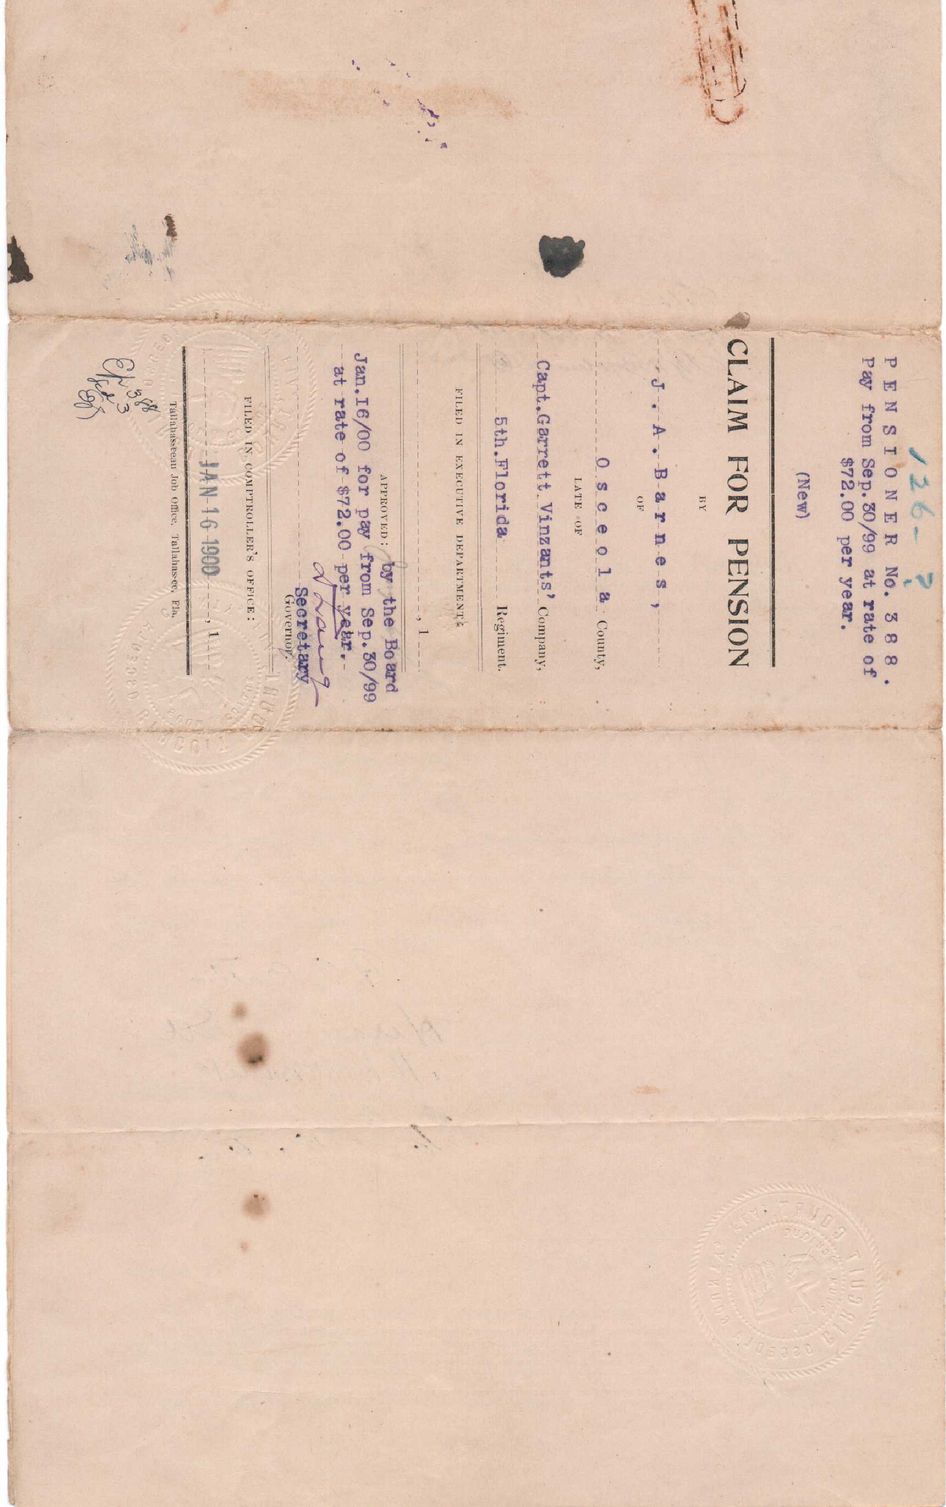 126-2
PENSIONER No. 388.
Pay from Sep.30/99 at rate of
$72.00 per year.
(New)
CLAIM FOR PENSION
BY
J.A.Barnes,
OF
Osceola County,
LATE OF
Capt.Garrett Vinzants' Company,
5th.Florida Regiment.
FILED IN EXECUTIVE DEPARTMENT:
, 1
APPROVED: by the Board
Jan.16/00 for pay from Sep.30/99
at rate of $72.00 per year.
Secretary
Governor.
FILED IN COMPTROLLER'S OFFICE:
JAN 16 1900, 1
Tallahasseean Job Office, Tallahassee, Fla.
388